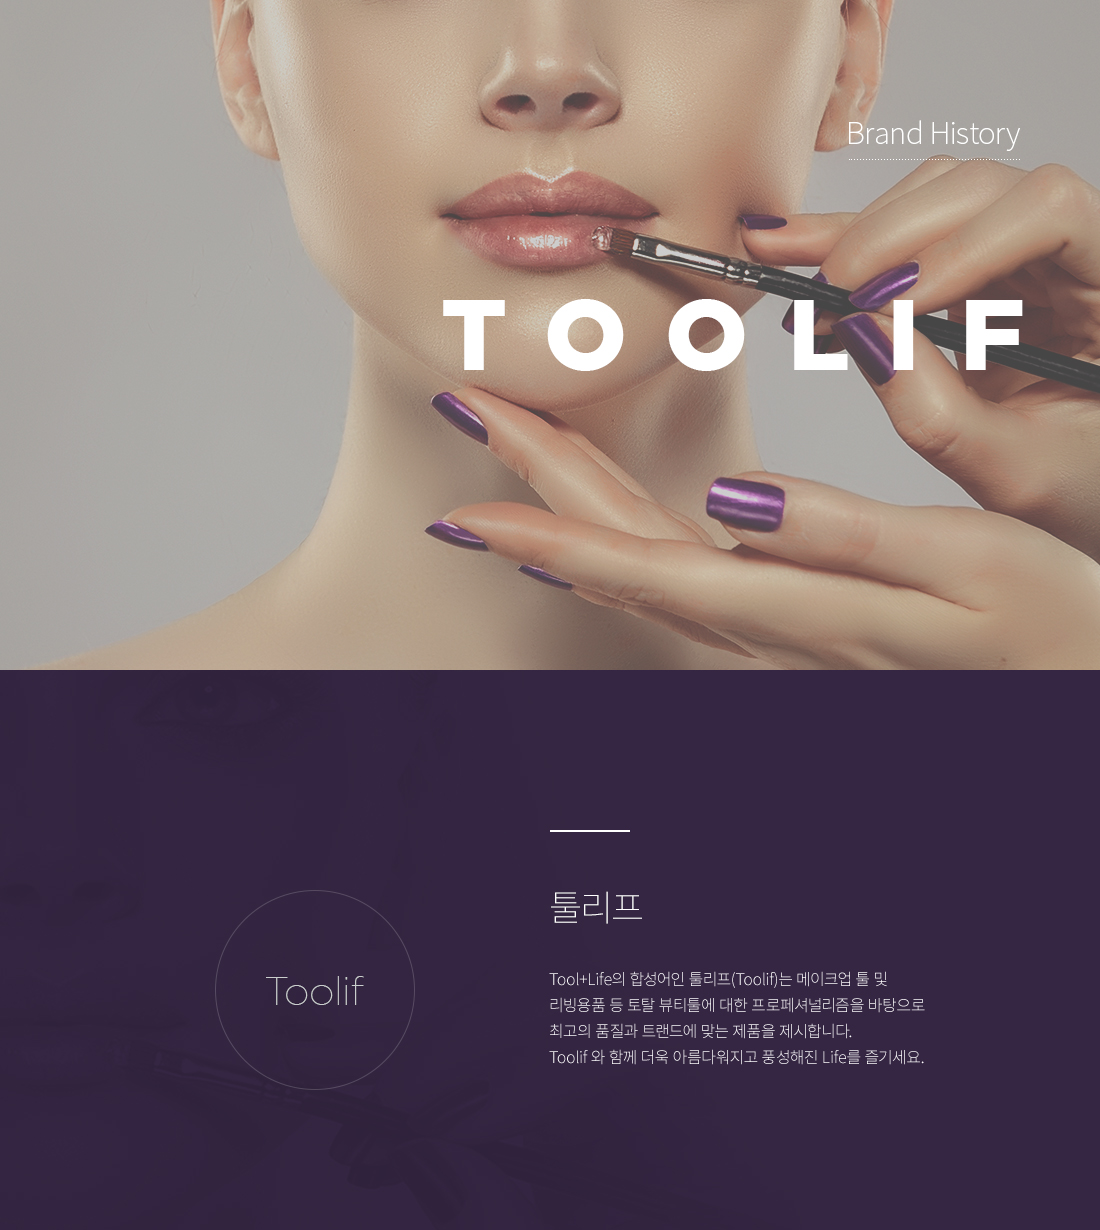 Brand History
TOOLIF
Toolif
툴리프
Tool+Life의 합성어인 툴리프(Toolif)는 메이크업 툴 및
리빙용품 등 토탈 뷰티툴에 대한 프로페셔널리즘을 바탕으로
최고의 품질과 트랜드에 맞는 제품을 제시합니다.
Toolif 와 함께 더욱 아름다워지고 풍성해진 Life를 즐기세요.